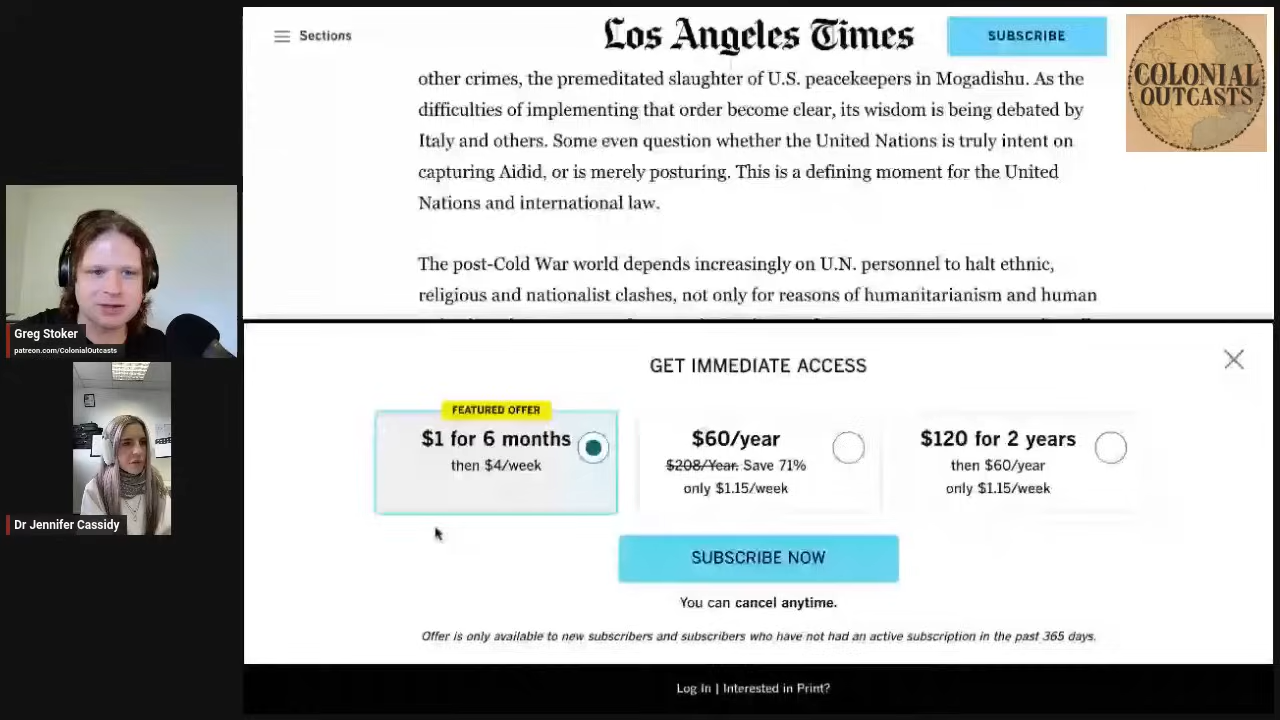 Sections
Los Angeles Times
SUBSCRIBE
COLONIAL
OUTCASTS
other crimes, the premeditated slaughter of U.S. peacekeepers in Mogadishu. As the
difficulties of implementing that order become clear, its wisdom is being debated by
Italy and others. Some even question whether the United Nations is truly intent on
capturing Aidid, or is merely posturing. This is a defining moment for the United
Nations and international law.
The post-Cold War world depends increasingly on U.N. personnel to halt ethnic,
religious and nationalist clashes, not only for reasons of humanitarianism and human
Greg Stoker
patreon.com/ColonialOutcasts
Dr Jennifer Cassidy
GET IMMEDIATE ACCESS
FEATURED OFFER
$1 for 6 months
then $4/week
$60/year
$208/Year. Save 71%
only $1.15/week
$120 for 2 years
then $60/year
only $1.15/week
SUBSCRIBE NOW
You can cancel anytime.
Offer is only available to new subscribers and subscribers who have not had an active subscription in the past 365 days.
Log In | Interested in Print?